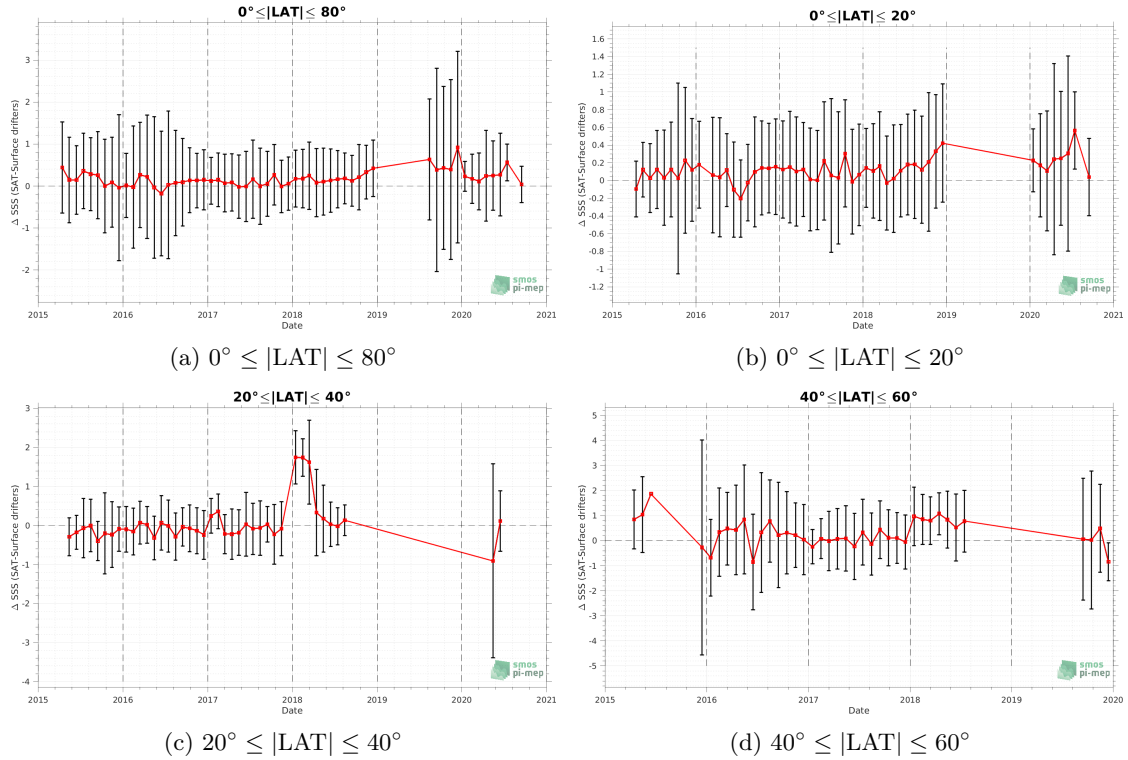 0°≤|LAT|≤ 80°
Δ SSS (SAT-Surface drifters)
3
2
1
0
-1
-2
2015
2016
2017
2018
2019
2020
2021
Date
smos
pi-mep
(a) 0° ≤ |LAT| ≤ 80°
0°≤|LAT|≤ 20°
Δ SSS (SAT-Surface drifters)
1.6
1.4
1.2
1
0.8
0.6
0.4
0.2
0
-0.2
-0.4
-0.6
-0.8
-1
-1.2
2015
2016
2017
2018
2019
2020
2021
Date
smos
pi-mep
(b) 0° ≤ |LAT| ≤ 20°
20°≤|LAT|≤ 40°
Δ SSS (SAT-Surface drifters)
3
2
1
0
-1
-2
-3
-4
2015
2016
2017
2018
2019
2020
2021
Date
smos
pi-mep
(c) 20° ≤ |LAT| ≤ 40°
40°≤|LAT|≤ 60°
Δ SSS (SAT-Surface drifters)
5
4
3
2
1
0
-1
-2
-3
-4
-5
2015
2016
2017
2018
2019
2020
Date
smos
pi-mep
(d) 40° ≤ |LAT| ≤ 60°